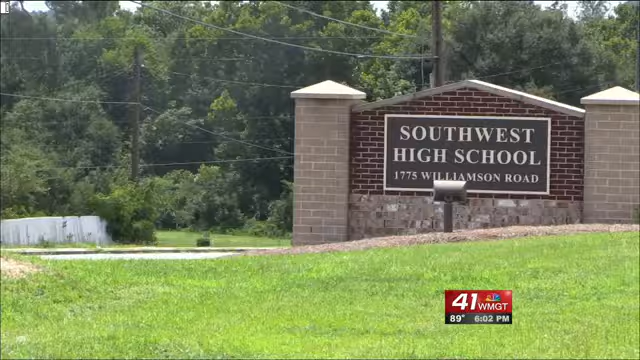 SOUTHWEST
HIGH SCHOOL
1775 WILLIAMSON ROAD
41 WMGT
89° 6:02 PM